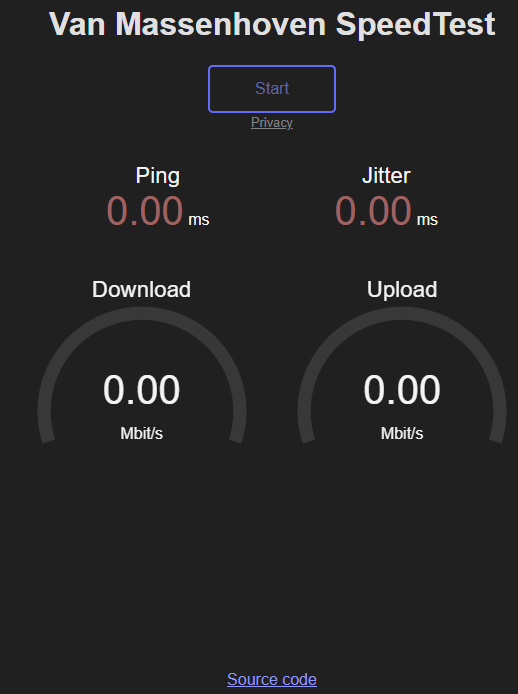 Van Massenhoven SpeedTest
Start
Privacy
Ping
Jitter
0.00 ms
0.00 ms
Download
Upload
0.00
0.00
Mbit/s
Mbit/s
Source code